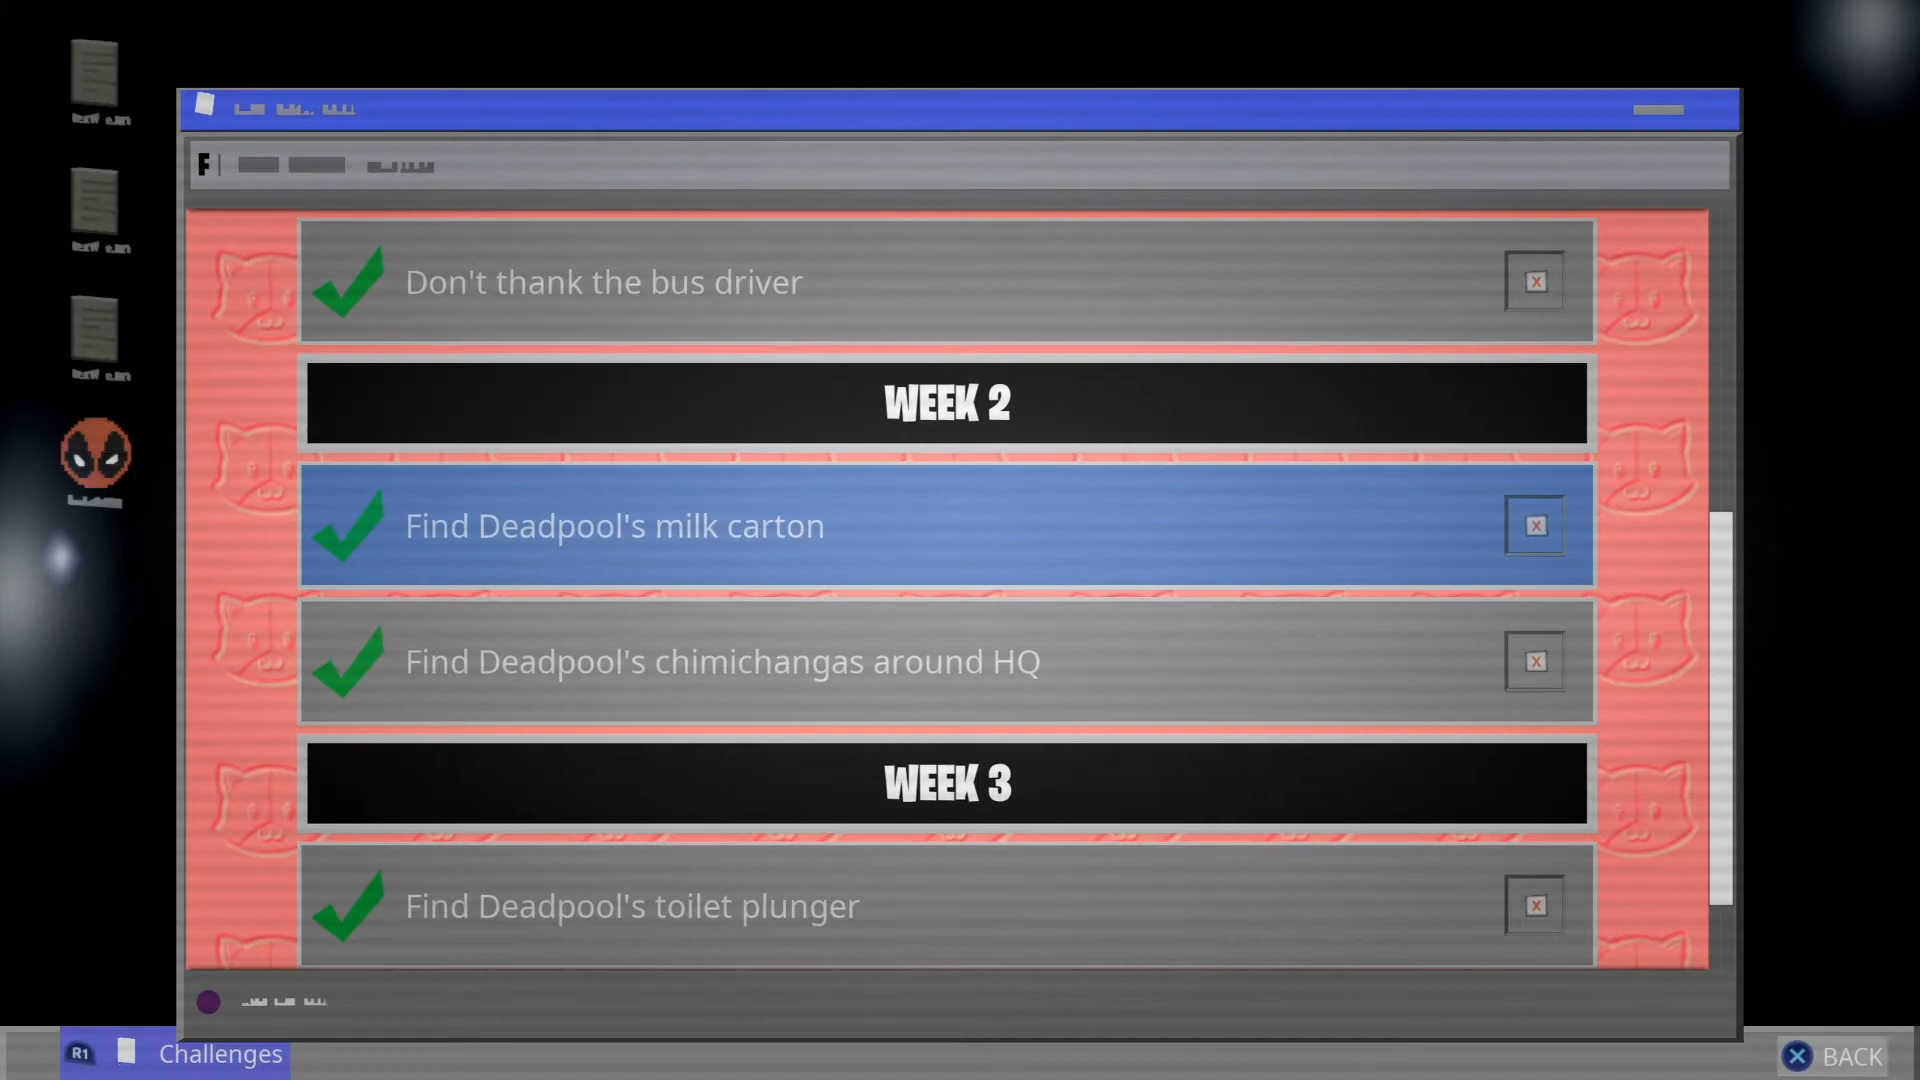 Don't thank the bus driver
x
WEEK 2
Find Deadpool's milk carton
x
Find Deadpool's chimichangas around HQ
x
WEEK 3
Find Deadpool's toilet plunger
x
R1 Challenges
BACK